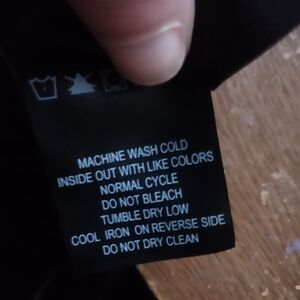 MACHINE WASH COLD
INSIDE OUT WITH LIKE COLORS
NORMAL CYCLE
DO NOT BLEACH
TUMBLE DRY LOW
COOL IRON ON REVERSE SIDE
DO NOT DRY CLEAN